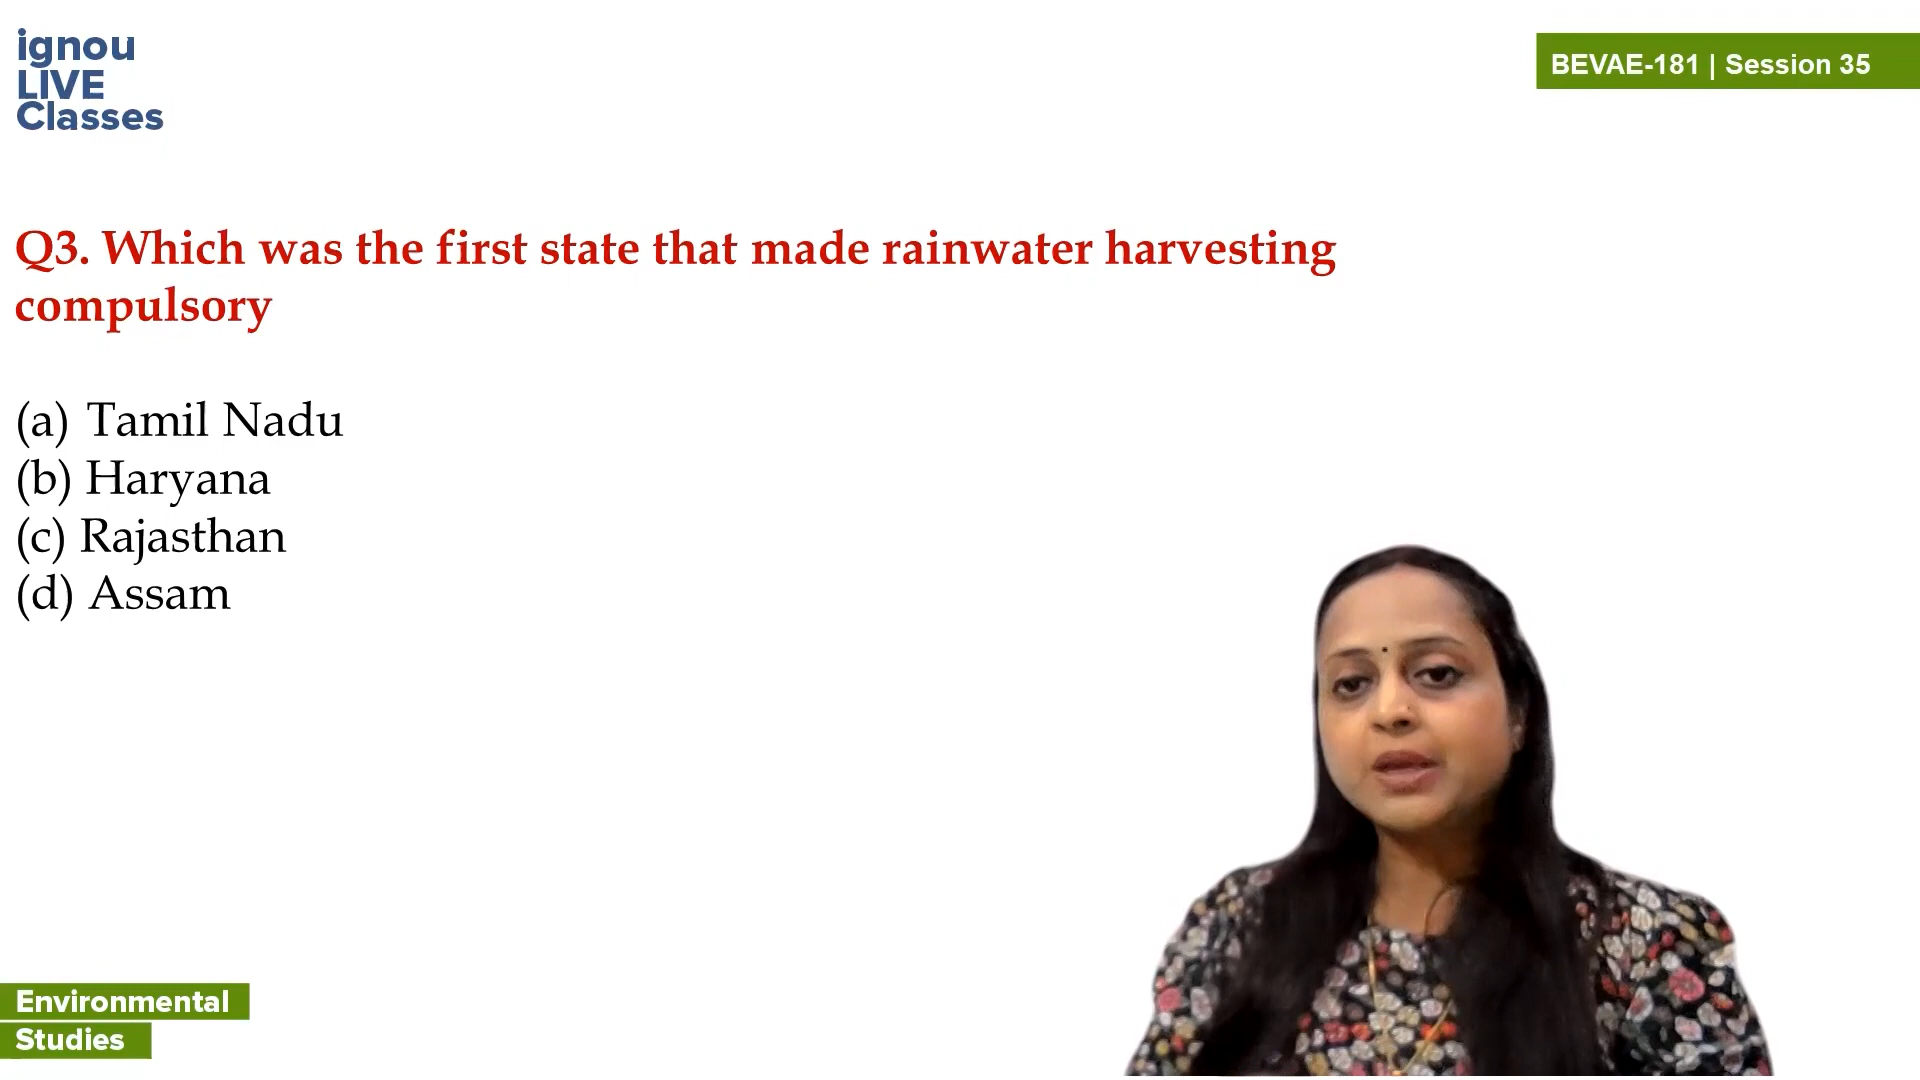 ignou
LIVE
Classes
BEVAE-181 | Session 35
Q3. Which was the first state that made rainwater harvesting
compulsory
(a) Tamil Nadu
(b) Haryana
(c) Rajasthan
(d) Assam
Environmental
Studies